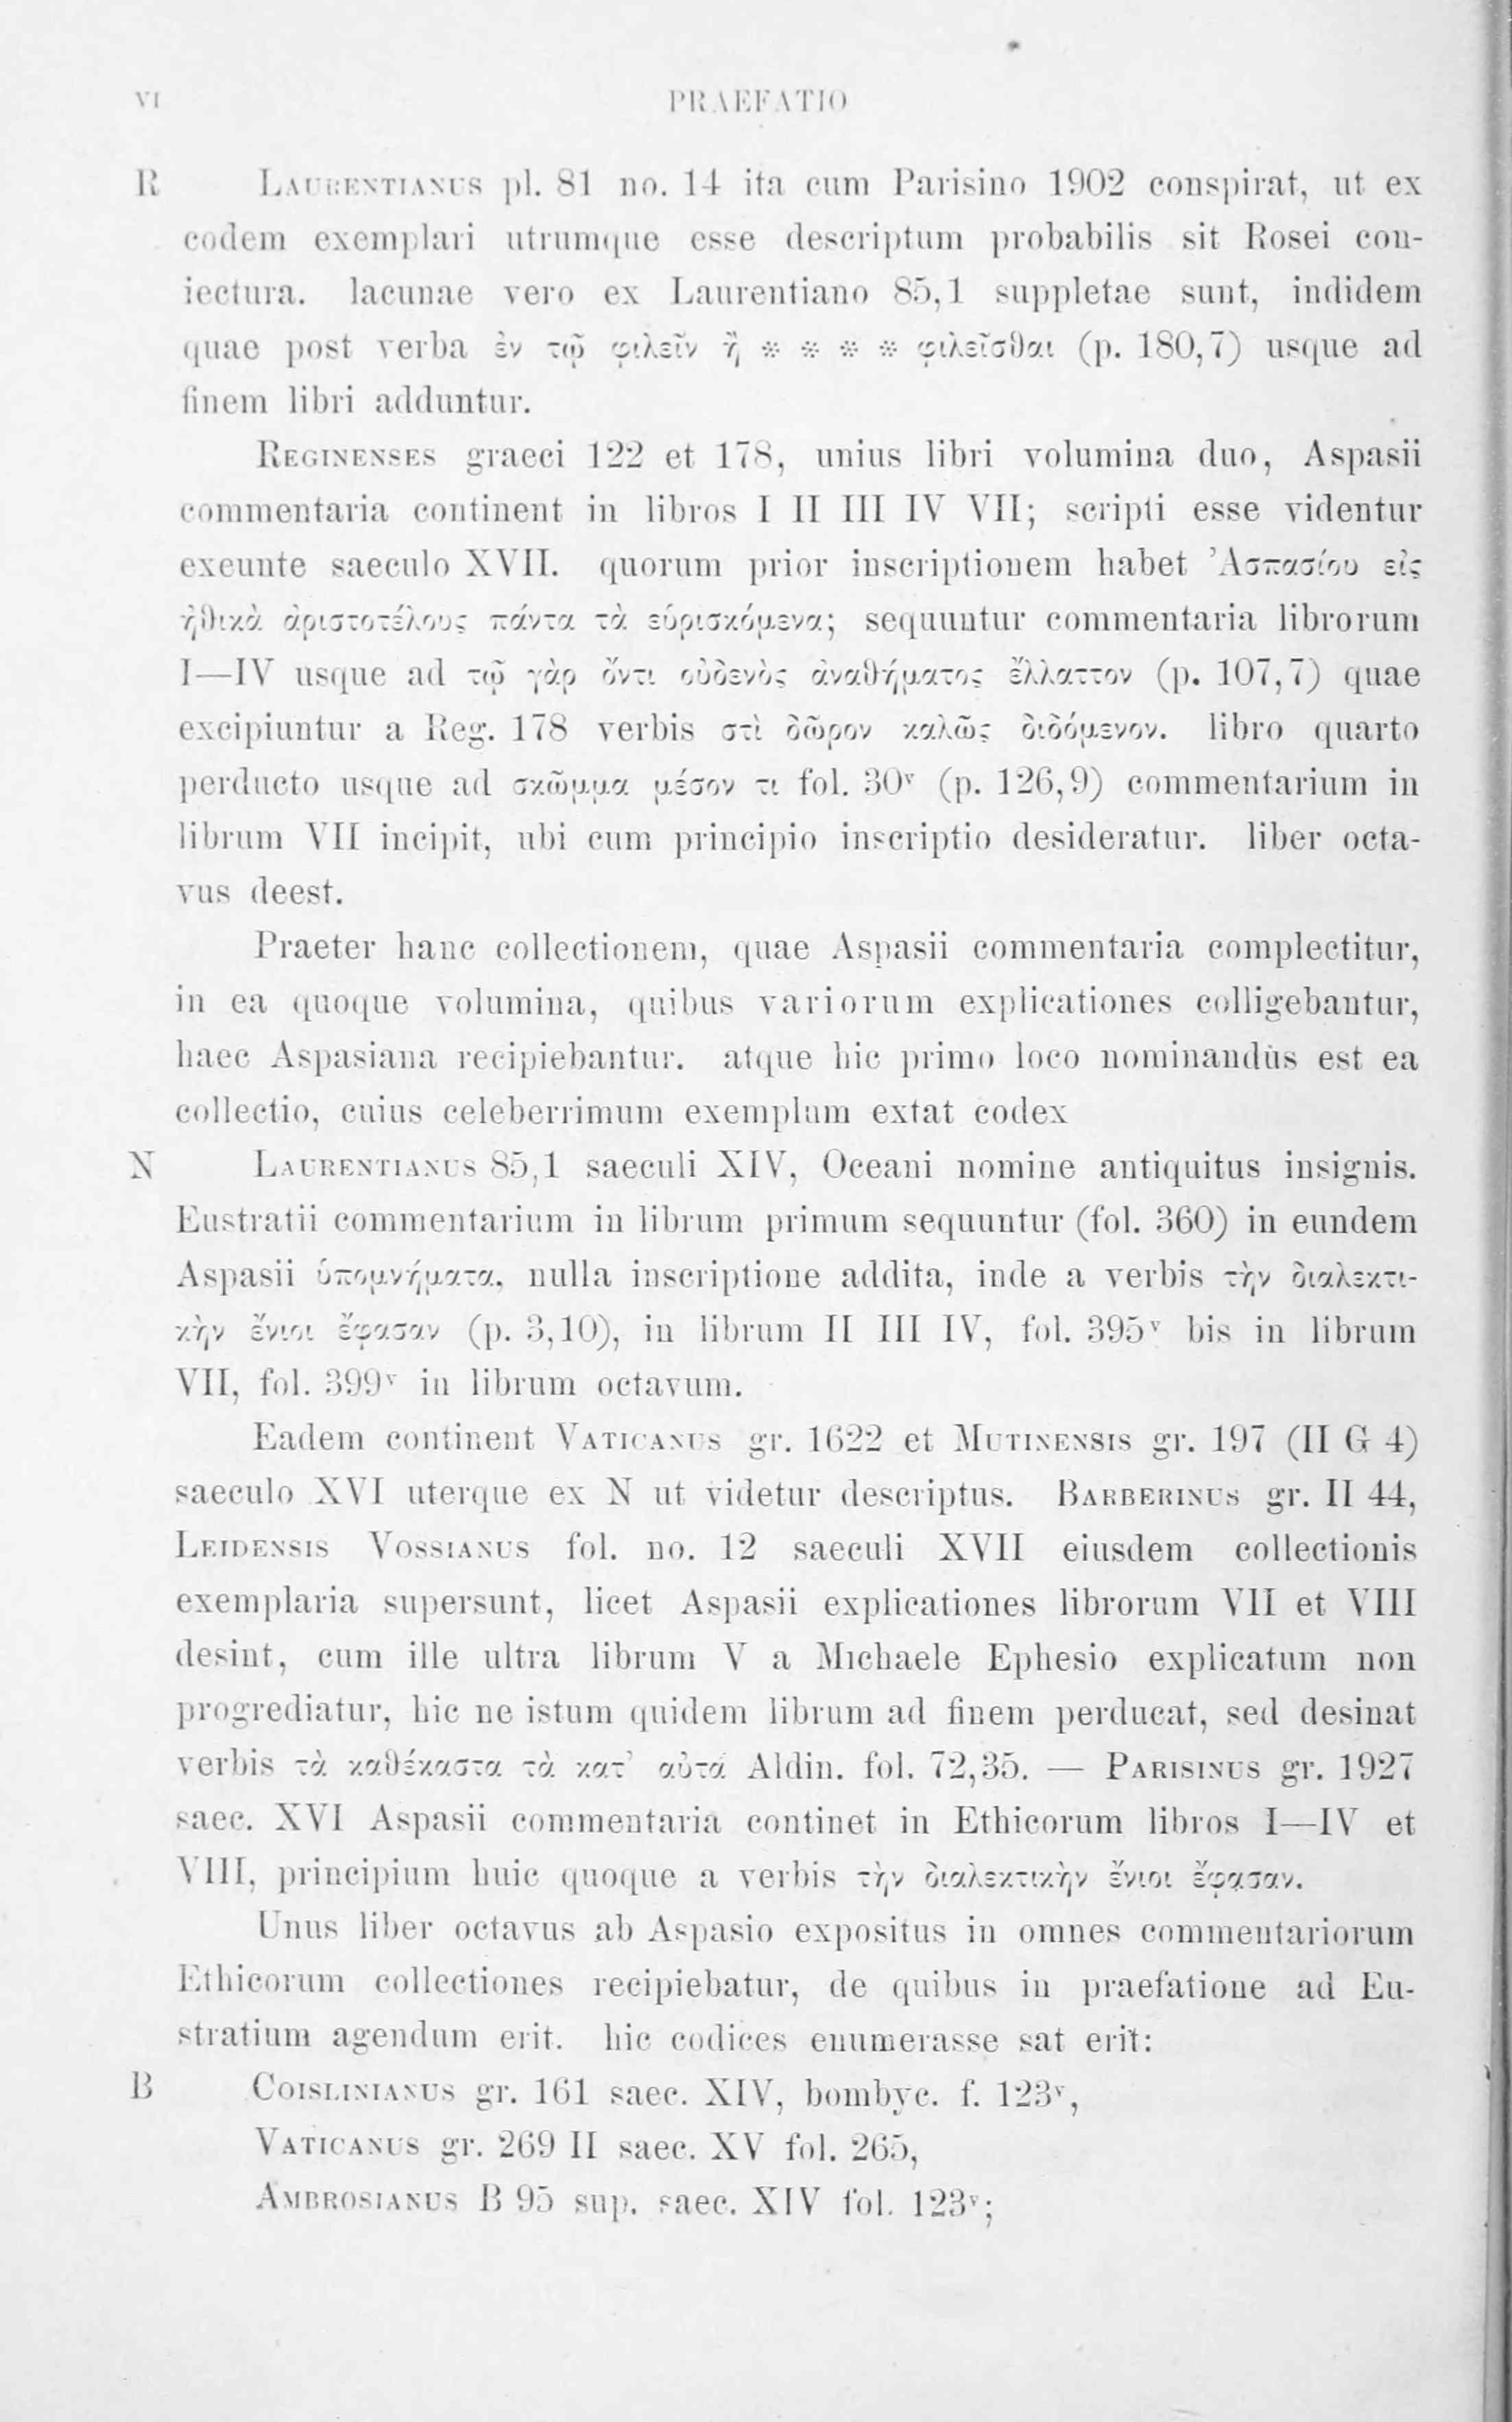 VI PRAEFATIO
R LAURENTIANUS pl. 81 no. 14 ita cum Parisino 1902 conspirat, ut ex
eodem exemplari utrumque esse descriptum probabilis sit Rosei con-
iectura. lacunae vero ex Laurentiano 85,1 suppletae sunt, indidem
quae post verba ἐν τῷ φιλεῖν ἢ * * * * φιλεῖσθαι (p. 180,7) usque ad
finem libri adduntur.
REGINENSES graeci 122 et 178, unius libri volumina duo, Aspasii
commentaria continent in libros I II III IV VII; scripti esse videntur
exeunte saeculo XVII. quorum prior inscriptionem habet Ἀσπασίου εἰς
ἠθικὰ ἀριστοτέλους πάντα τὰ εὑρισκόμενα; sequuntur commentaria librorum
I—IV usque ad τῷ γὰρ ὄντι οὐδενὸς ἀναθήματος ἔλλαττον (p. 107,7) quae
excipiuntur a Reg. 178 verbis στὶ δῶρον καλῶς διδόμενον. libro quarto
perducto usque ad σκῶμμα μέσον τι fol. 30ᵛ (p. 126,9) commentarium in
librum VII incipit, ubi cum principio inscriptio desideratur. liber octa-
vus deest.
Praeter hanc collectionem, quae Aspasii commentaria complectitur,
in ea quoque volumina, quibus variorum explicationes colligebantur,
haec Aspasiana recipiebantur. atque hic primo loco nominandus est ea
collectio, cuius celeberrimum exemplum extat codex
N LAURENTIANUS 85,1 saeculi XIV, Oceani nomine antiquitus insignis.
Eustratii commentarium in librum primum sequuntur (fol. 360) in eundem
Aspasii ὑπομνήματα, nulla inscriptione addita, inde a verbis τὴν διαλεκτι-
κὴν ἔνιοι ἔφασαν (p. 3,10), in librum II III IV, fol. 395ᵛ bis in librum
VII, fol. 399ᵛ in librum octavum.
Eadem continent VATICANUS gr. 1622 et MUTINENSIS gr. 197 (II G 4)
saeculo XVI uterque ex N ut videtur descriptus. BARBERINUS gr. II 44,
LEIDENSIS VOSSIANUS fol. no. 12 saeculi XVII eiusdem collectionis
exemplaria supersunt, licet Aspasii explicationes librorum VII et VIII
desint, cum ille ultra librum V a Michaele Ephesio explicatum non
progrediatur, hic ne istum quidem librum ad finem perducat, sed desinat
verbis τὰ καθέκαστα τὰ κατ’ αὐτά Aldin. fol. 72,35. — PARISINUS gr. 1927
saec. XVI Aspasii commentaria continet in Ethicorum libros I—IV et
VIII, principium huic quoque a verbis τὴν διαλεκτικὴν ἔνιοι ἔφασαν.
Unus liber octavus ab Aspasio expositus in omnes commentariorum
Ethicorum collectiones recipiebatur, de quibus in praefatione ad Eu-
stratium agendum erit. hic codices enumerasse sat erit:
B COISLINIANUS gr. 161 saec. XIV, bombyc. f. 123ᵛ,
VATICANUS gr. 269 II saec. XV fol. 265,
AMBROSIANUS B 95 sup. saec. XIV fol. 123ᵛ;